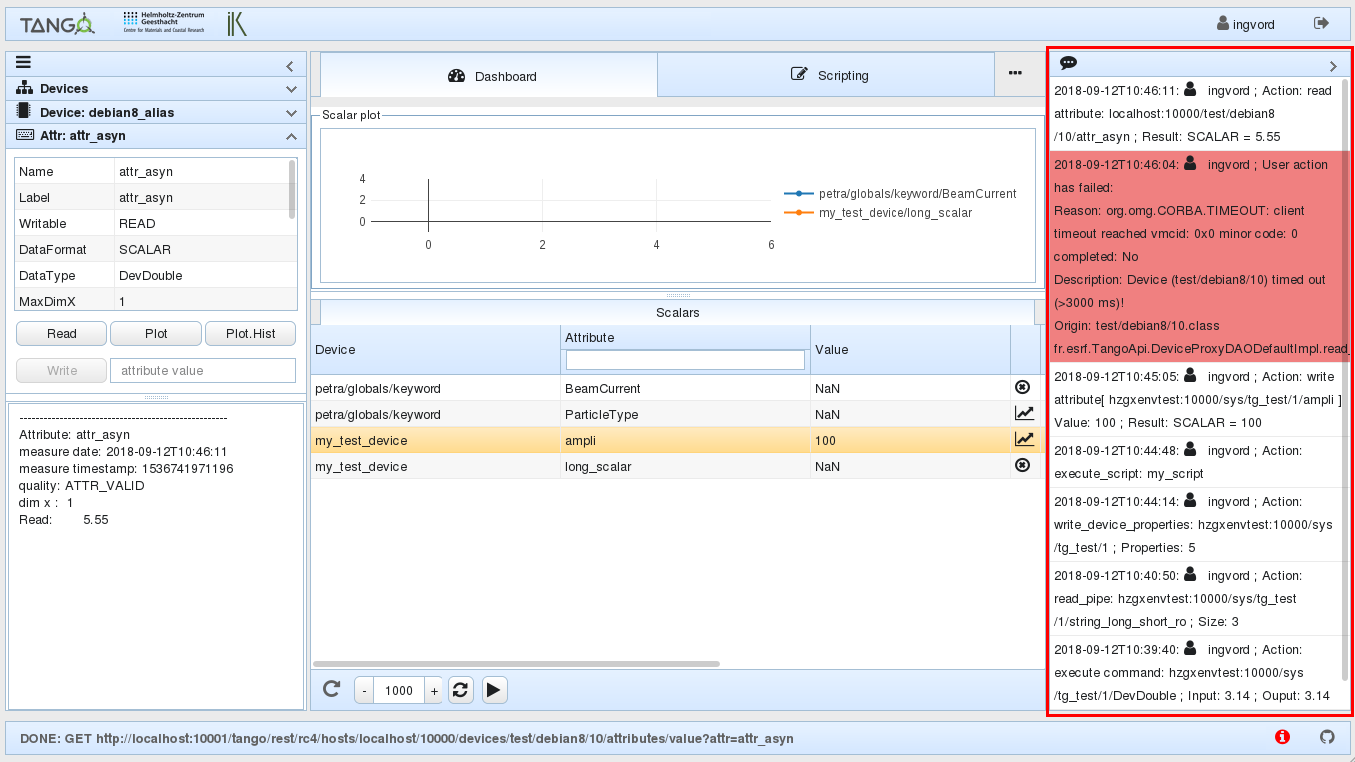 TANGO
Helmholtz-Zentrum
Geesthacht
Centre for Materials and Coastal Research
iK
ingvord
Devices
Device: debian8_alias
Attr: attr_asyn
Name attr_asyn
Label attr_asyn
Writable READ
DataFormat SCALAR
DataType DevDouble
MaxDimX 1
Read Plot Plot.Hist
Write attribute value
----------------------------------------------------
Attribute: attr_asyn
measure date: 2018-09-12T10:46:11
measure timestamp: 1536741971196
quality: ATTR_VALID
dim x : 1
Read: 5.55
Dashboard
Scripting
Scalar plot
4
2
0
0 2 4 6
petra/globals/keyword/BeamCurrent
my_test_device/long_scalar
Scalars
Device Attribute Value
petra/globals/keyword BeamCurrent NaN
petra/globals/keyword ParticleType NaN
my_test_device ampli 100
my_test_device long_scalar NaN
- 1000 +
2018-09-12T10:46:11: ingvord ; Action: read
attribute: localhost:10000/test/debian8
/10/attr_asyn ; Result: SCALAR = 5.55
2018-09-12T10:46:04: ingvord ; User action
has failed:
Reason: org.omg.CORBA.TIMEOUT: client
timeout reached vmcid: 0x0 minor code: 0
completed: No
Description: Device (test/debian8/10) timed out
(>3000 ms)!
Origin: test/debian8/10.class
fr.esrf.TangoApi.DeviceProxyDAODefaultImpl.read_
2018-09-12T10:45:05: ingvord ; Action: write
attribute[ hzgxenvtest:10000/sys/tg_test/1/ampli ]
Value: 100 ; Result: SCALAR = 100
2018-09-12T10:44:48: ingvord ; Action:
execute_script: my_script
2018-09-12T10:44:14: ingvord ; Action:
write_device_properties: hzgxenvtest:10000/sys
/tg_test/1 ; Properties: 5
2018-09-12T10:40:50: ingvord ; Action:
read_pipe: hzgxenvtest:10000/sys/tg_test
/1/string_long_short_ro ; Size: 3
2018-09-12T10:39:40: ingvord ; Action:
execute command: hzgxenvtest:10000/sys
/tg_test/1/DevDouble ; Input: 3.14 ; Ouput: 3.14
DONE: GET http://localhost:10001/tango/rest/rc4/hosts/localhost/10000/devices/test/debian8/10/attributes/value?attr=attr_asyn